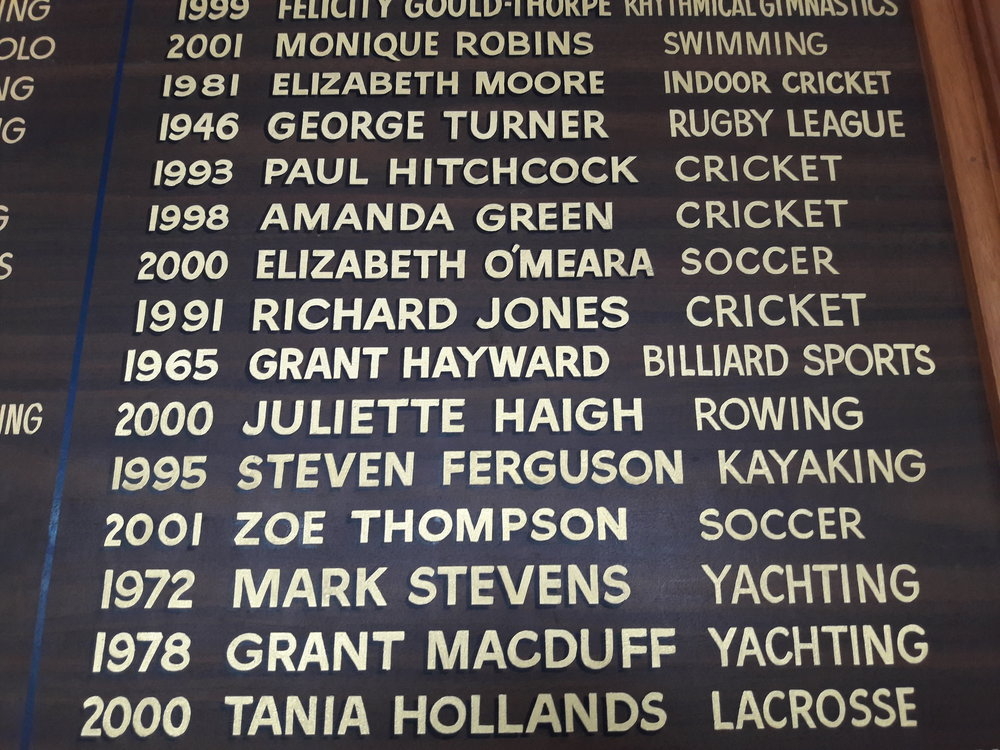 1999 FELICITY GOULD-THORPE RHYTHMICAL GIMNASTICS
2001 MONIQUE ROBINS SWIMMING
1981 ELIZABETH MOORE INDOOR CRICKET
1946 GEORGE TURNER RUGBY LEAGUE
1993 PAUL HITCHCOCK CRICKET
1998 AMANDA GREEN CRICKET
2000 ELIZABETH O'MEARA SOCCER
1991 RICHARD JONES CRICKET
1965 GRANT HAYWARD BILLIARD SPORTS
2000 JULIETTE HAIGH ROWING
1995 STEVEN FERGUSON KAYAKING
2001 ZOE THOMPSON SOCCER
1972 MARK STEVENS YACHTING
1978 GRANT MACDUFF YACHTING
2000 TANIA HOLLANDS LACROSSE